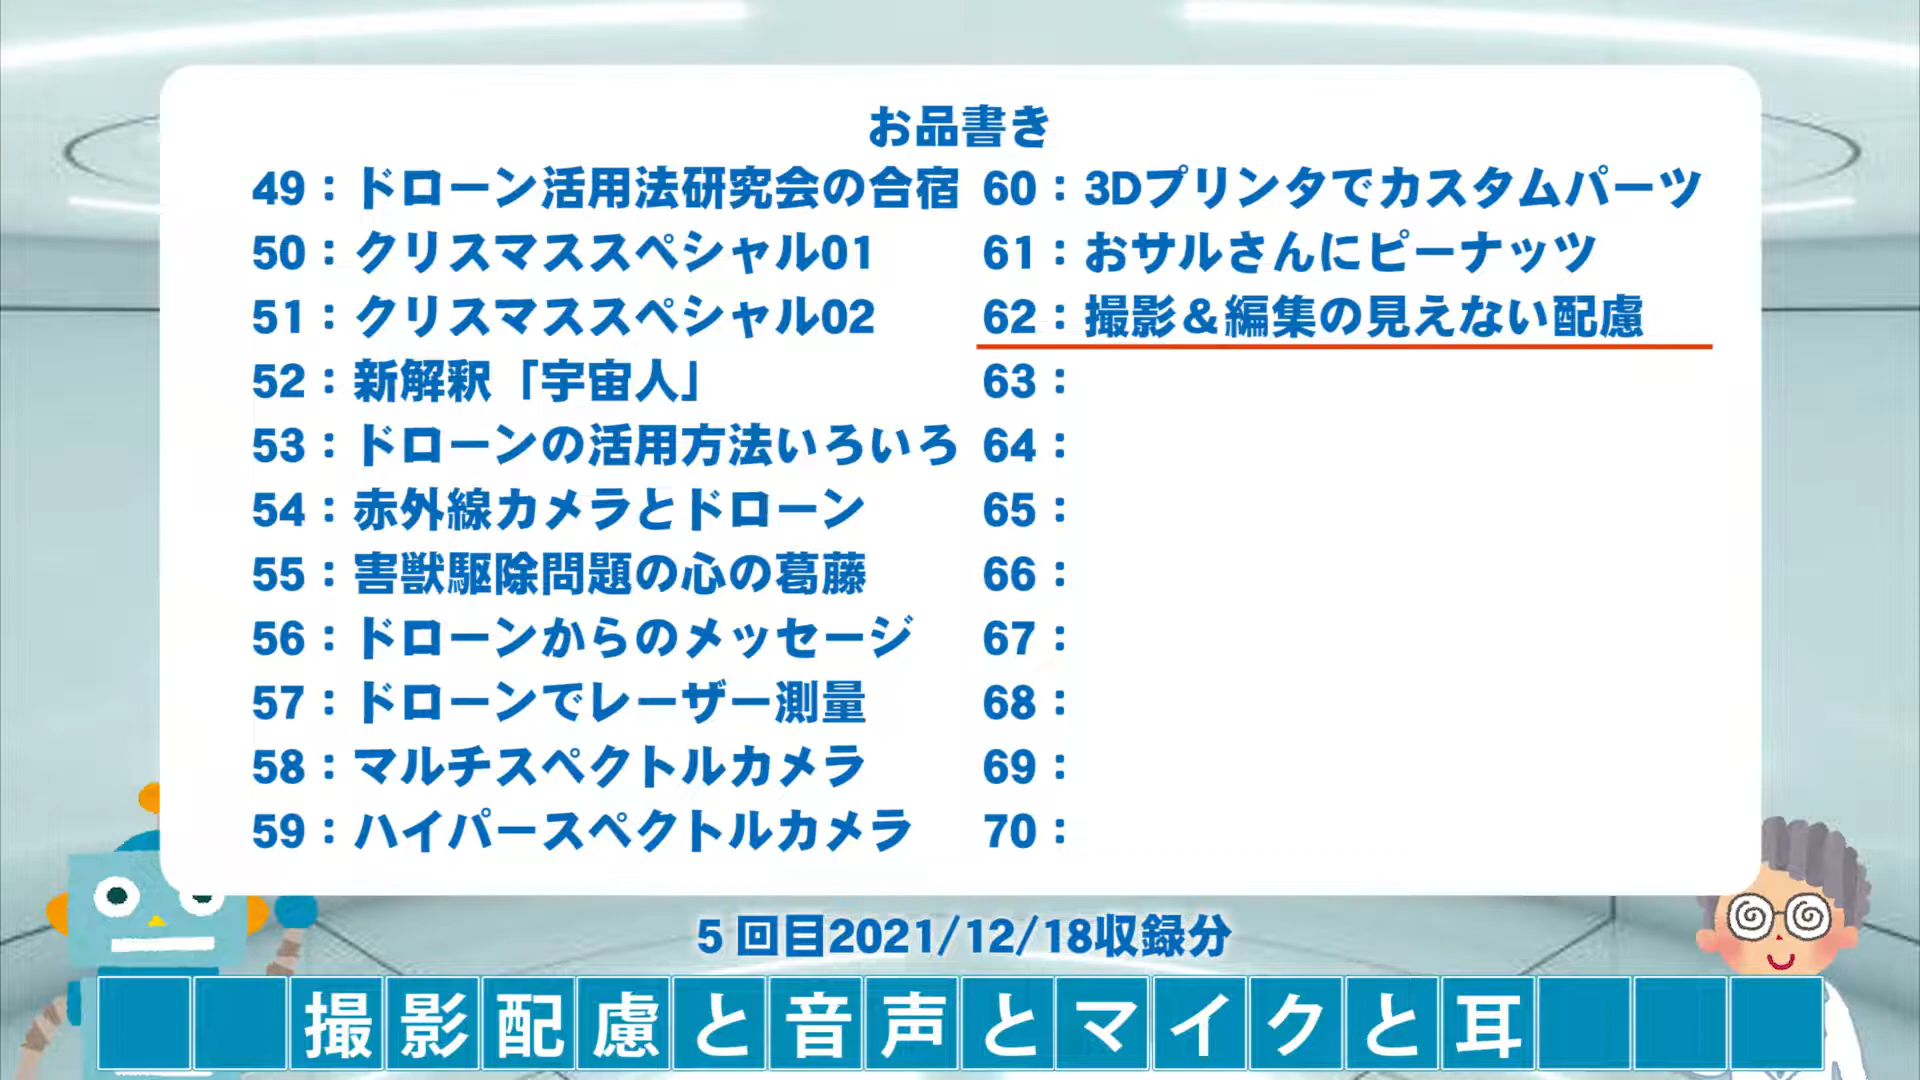 お品書き
49：ドローン活用法研究会の合宿
50：クリスマススペシャル01
51：クリスマススペシャル02
52：新解釈「宇宙人」
53：ドローンの活用方法いろいろ
54：赤外線カメラとドローン
55：害獣駆除問題の心の葛藤
56：ドローンからのメッセージ
57：ドローンでレーザー測量
58：マルチスペクトルカメラ
59：ハイパースペクトルカメラ
60：3Dプリンタでカスタムパーツ
61：おサルさんにピーナッツ
62：撮影＆編集の見えない配慮
63：
64：
65：
66：
67：
68：
69：
70：
５回目2021/12/18収録分
撮影配慮と音声とマイクと耳